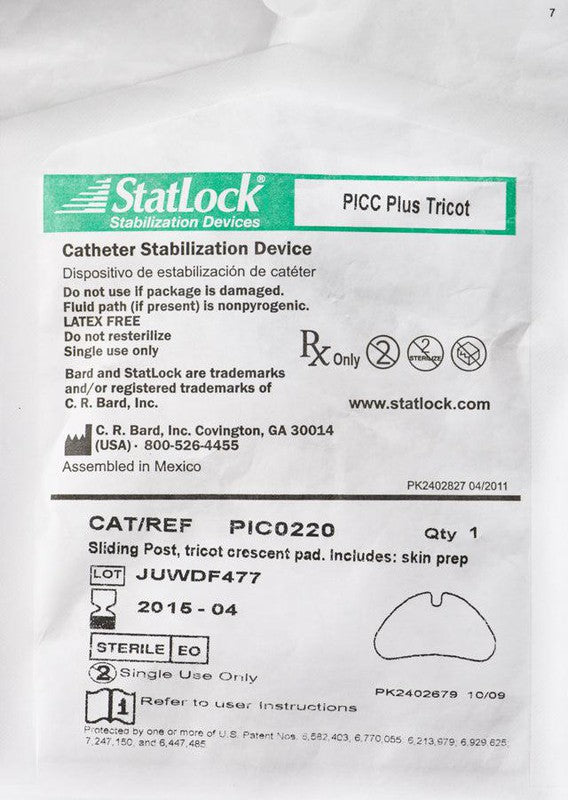 7
StatLock®
Stabilization Devices
PICC Plus Tricot
Catheter Stabilization Device
Dispositivo de estabilización de catéter
Do not use if package is damaged.
Fluid path (if present) is nonpyrogenic.
LATEX FREE
Do not resterilize
Single use only
Rx Only
2
2
STERILIZE
Bard and StatLock are trademarks
and/or registered trademarks of
C. R. Bard, Inc.
www.statlock.com
C. R. Bard, Inc. Covington, GA 30014
(USA) · 800-526-4455
Assembled in Mexico
PK2402827 04/2011
CAT/REF PIC0220 Qty 1
Sliding Post, tricot crescent pad. Includes: skin prep
LOT JUWDF477
2015-04
STERILE EO
2 Single Use Only
PK2402679 10/09
i Refer to user instructions
Protected by one or more of U.S. Patent Nos. 6,582,403; 6,770,055; 6,213,979; 6,929,625;
7,247,150; and 6,447,485